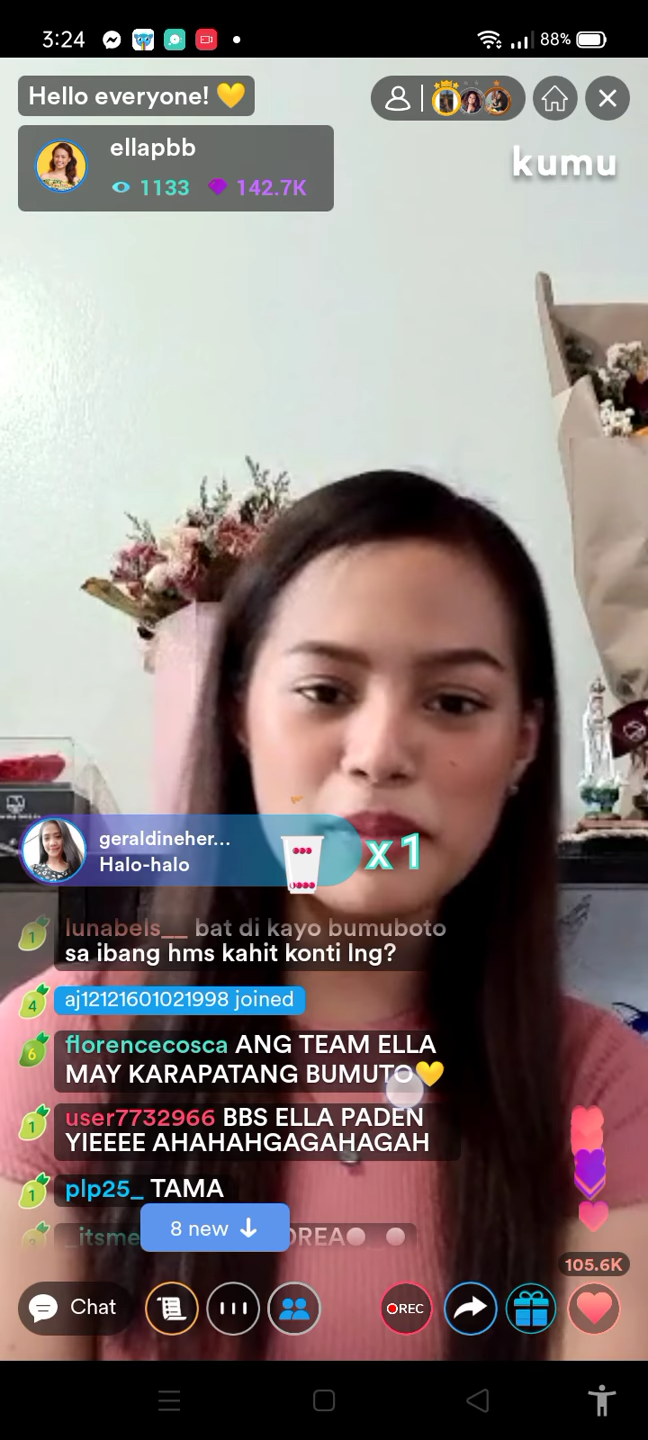 3:24
88%
Hello everyone! 💛
ellapbb
1133 142.7K
kumu
geraldineher...
Halo-halo
x1
1
lunabels__ bat di kayo bumuboto
sa ibang hms kahit konti lng?
4
aj12121601021998 joined
6
florencecosca ANG TEAM ELLA
MAY KARAPATANG BUMUTO💛
1
user7732966 BBS ELLA PADEN
YIEEEE AHAHAHGAGAHAGAH
1
plp25_ TAMA
8 new ↓
105.6K
Chat
REC